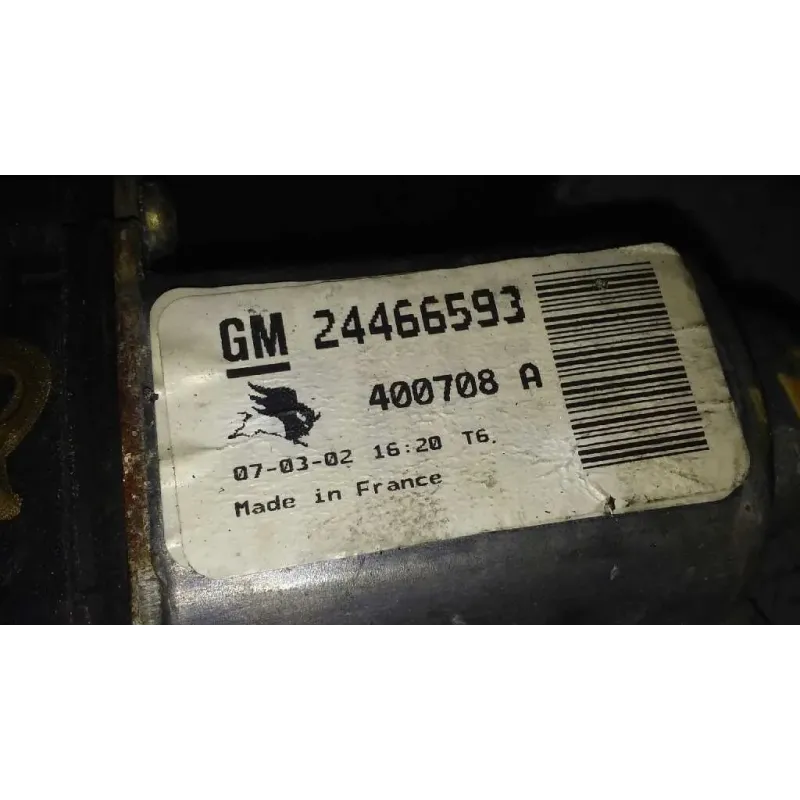 GM 24466593
400708 A
07-03-02 16:20 T6.
Made in France